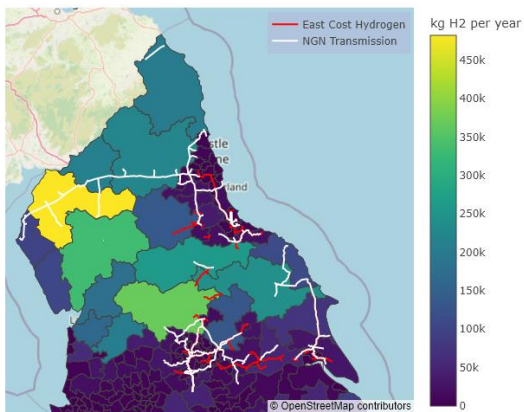 kg H2 per year
East Cost Hydrogen
NGN Transmission
450k
400k
350k
300k
250k
200k
150k
100k
50k
0
© OpenStreetMap contributors